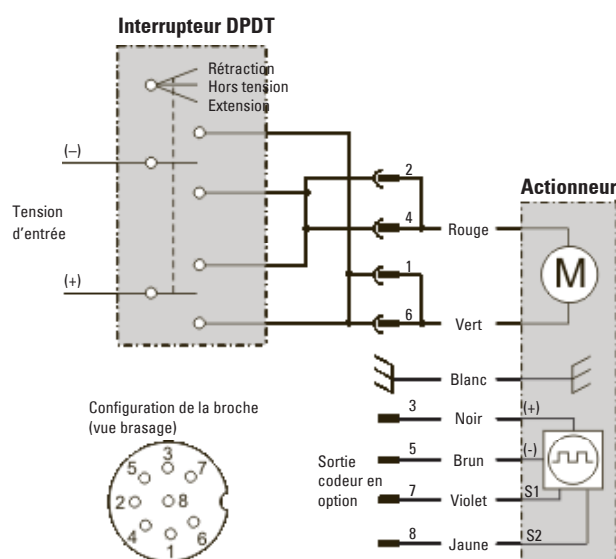 Interrupteur DPDT
Rétraction
Hors tension
Extension
(–)
Tension
d'entrée
(+)
2
4
1
6
Actionneur
Rouge
M
Vert
Blanc
3
Noir
(+)
5
Brun
(-)
Sortie
codeur en
option
7
Violet
S1
8
Jaune
S2
Configuration de la broche
(vue brasage)
3
5
7
2
8
4
6
1